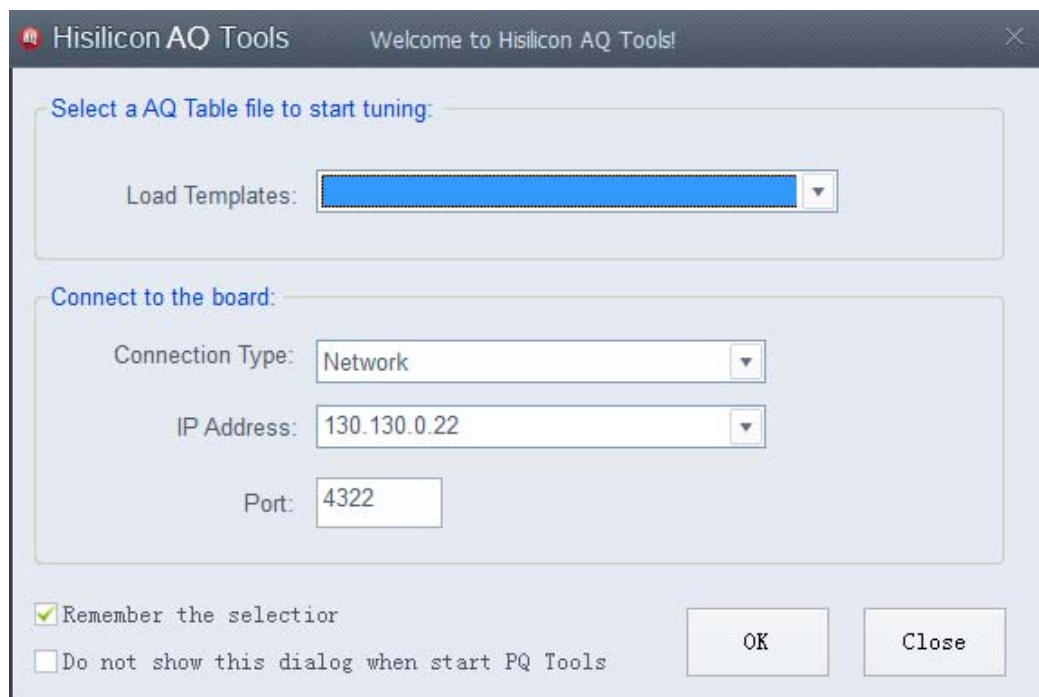 Hisilicon AQ Tools Welcome to Hisilicon AQ Tools!
Select a AQ Table file to start tuning:
Load Templates:
Connect to the board:
Connection Type: Network
IP Address: 130.130.0.22
Port: 4322
Remember the selectior
Do not show this dialog when start PQ Tools
OK Close